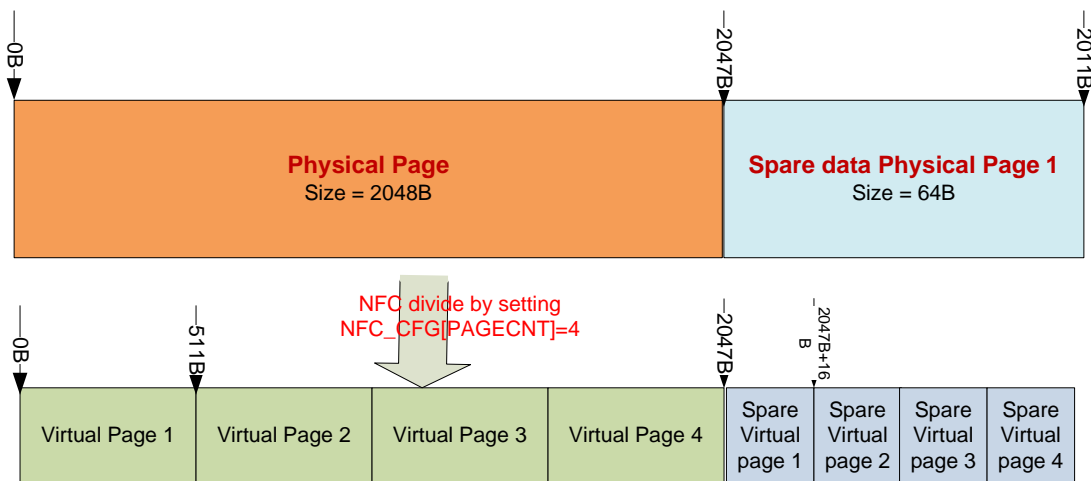 0B
2047B
2011B
Physical Page
Size = 2048B
Spare data Physical Page 1
Size = 64B
NFC divide by setting
NFC_CFG[PAGECNT]=4
0B
511B
2047B
2047B+16
B
Virtual Page 1
Virtual Page 2
Virtual Page 3
Virtual Page 4
Spare
Virtual
page 1
Spare
Virtual
page 2
Spare
Virtual
page 3
Spare
Virtual
page 4